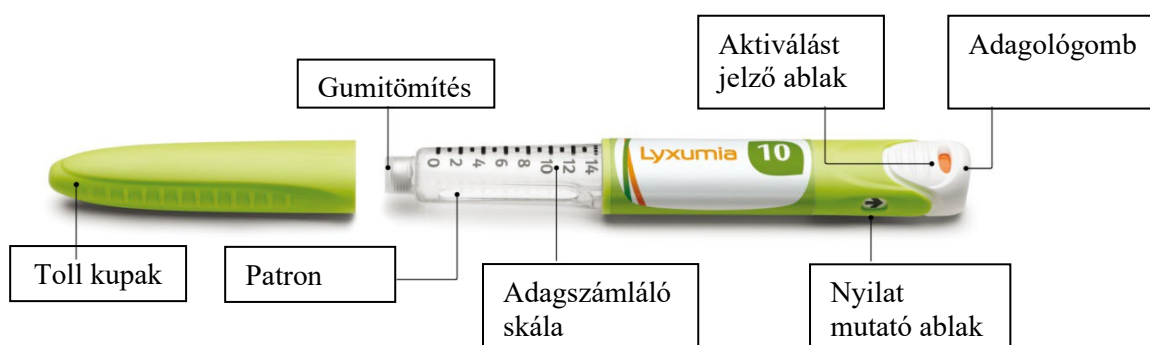 Aktiválást
jelző ablak
Adagológomb
Gumitömítés
Lyxumia 10
0 2 4 6 8 10 12 14
Toll kupak
Patron
Adagszámláló
skála
Nyilat
mutató ablak